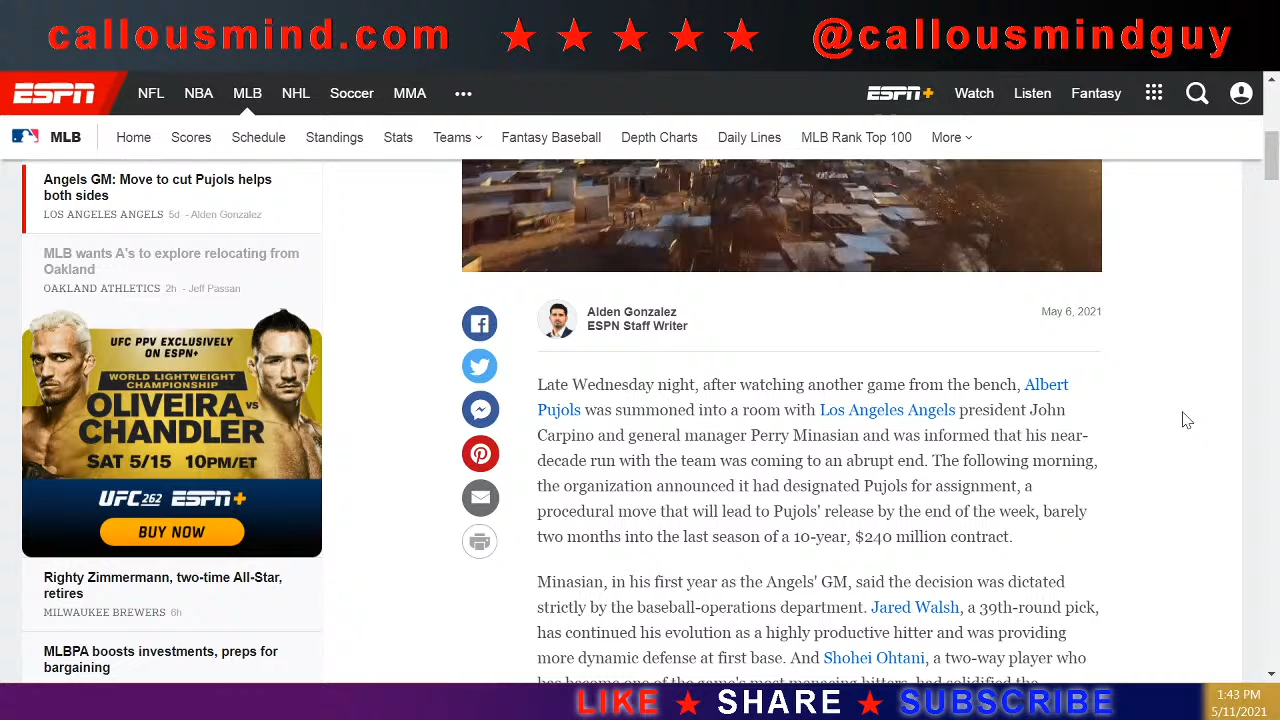 callousmind.com ★ ★ ★ ★ ★ @callousmindguy
ESPN NFL NBA MLB NHL Soccer MMA ••• ESPN+ Watch Listen Fantasy
MLB Home Scores Schedule Standings Stats Teams Fantasy Baseball Depth Charts Daily Lines MLB Rank Top 100 More
Angels GM: Move to cut Pujols helps
both sides
LOS ANGELES ANGELS 5d - Alden Gonzalez
MLB wants A's to explore relocating from
Oakland
OAKLAND ATHLETICS 2h - Jeff Passan
UFC PPV EXCLUSIVELY
ON ESPN+
WORLD LIGHTWEIGHT
CHAMPIONSHIP
OLIVEIRA VS
CHANDLER
SAT 5/15 10PM/ET
UFC 262 ESPN+
BUY NOW
Righty Zimmermann, two-time All-Star,
retires
MILWAUKEE BREWERS 6h
MLBPA boosts investments, preps for
bargaining
Alden Gonzalez
ESPN Staff Writer
May 6, 2021
Late Wednesday night, after watching another game from the bench, Albert
Pujols was summoned into a room with Los Angeles Angels president John
Carpino and general manager Perry Minasian and was informed that his near-
decade run with the team was coming to an abrupt end. The following morning,
the organization announced it had designated Pujols for assignment, a
procedural move that will lead to Pujols' release by the end of the week, barely
two months into the last season of a 10-year, $240 million contract.
Minasian, in his first year as the Angels' GM, said the decision was dictated
strictly by the baseball-operations department. Jared Walsh, a 39th-round pick,
has continued his evolution as a highly productive hitter and was providing
more dynamic defense at first base. And Shohei Ohtani, a two-way player who
LIKE ★ SHARE ★ SUBSCRIBE
1:43 PM
5/11/2021